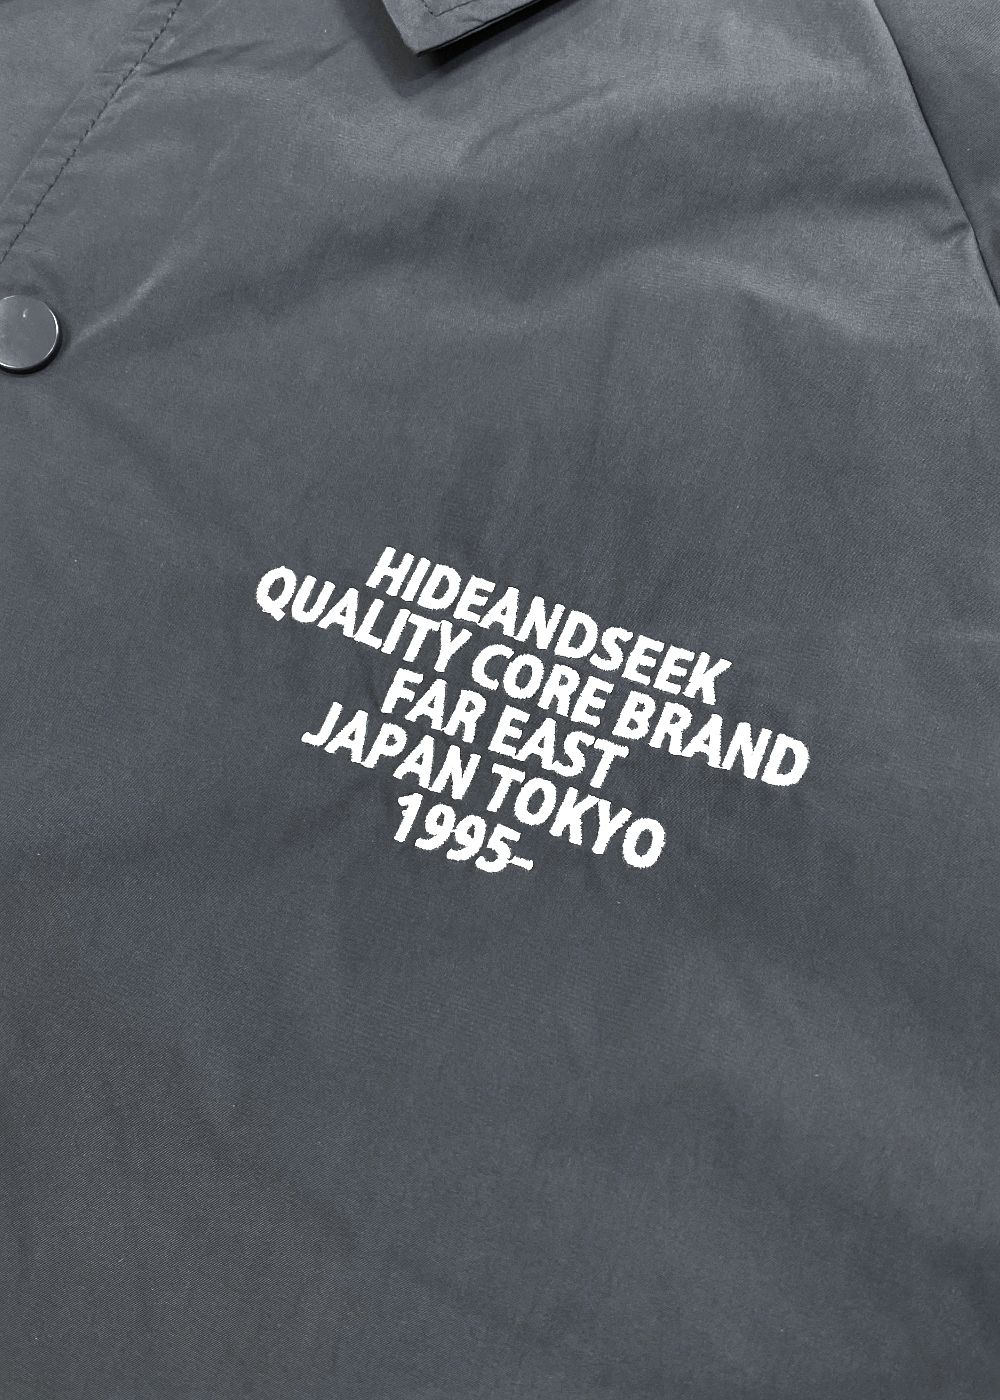 HIDEANDSEEK
QUALITY CORE BRAND
FAR EAST
JAPAN TOKYO
1995-